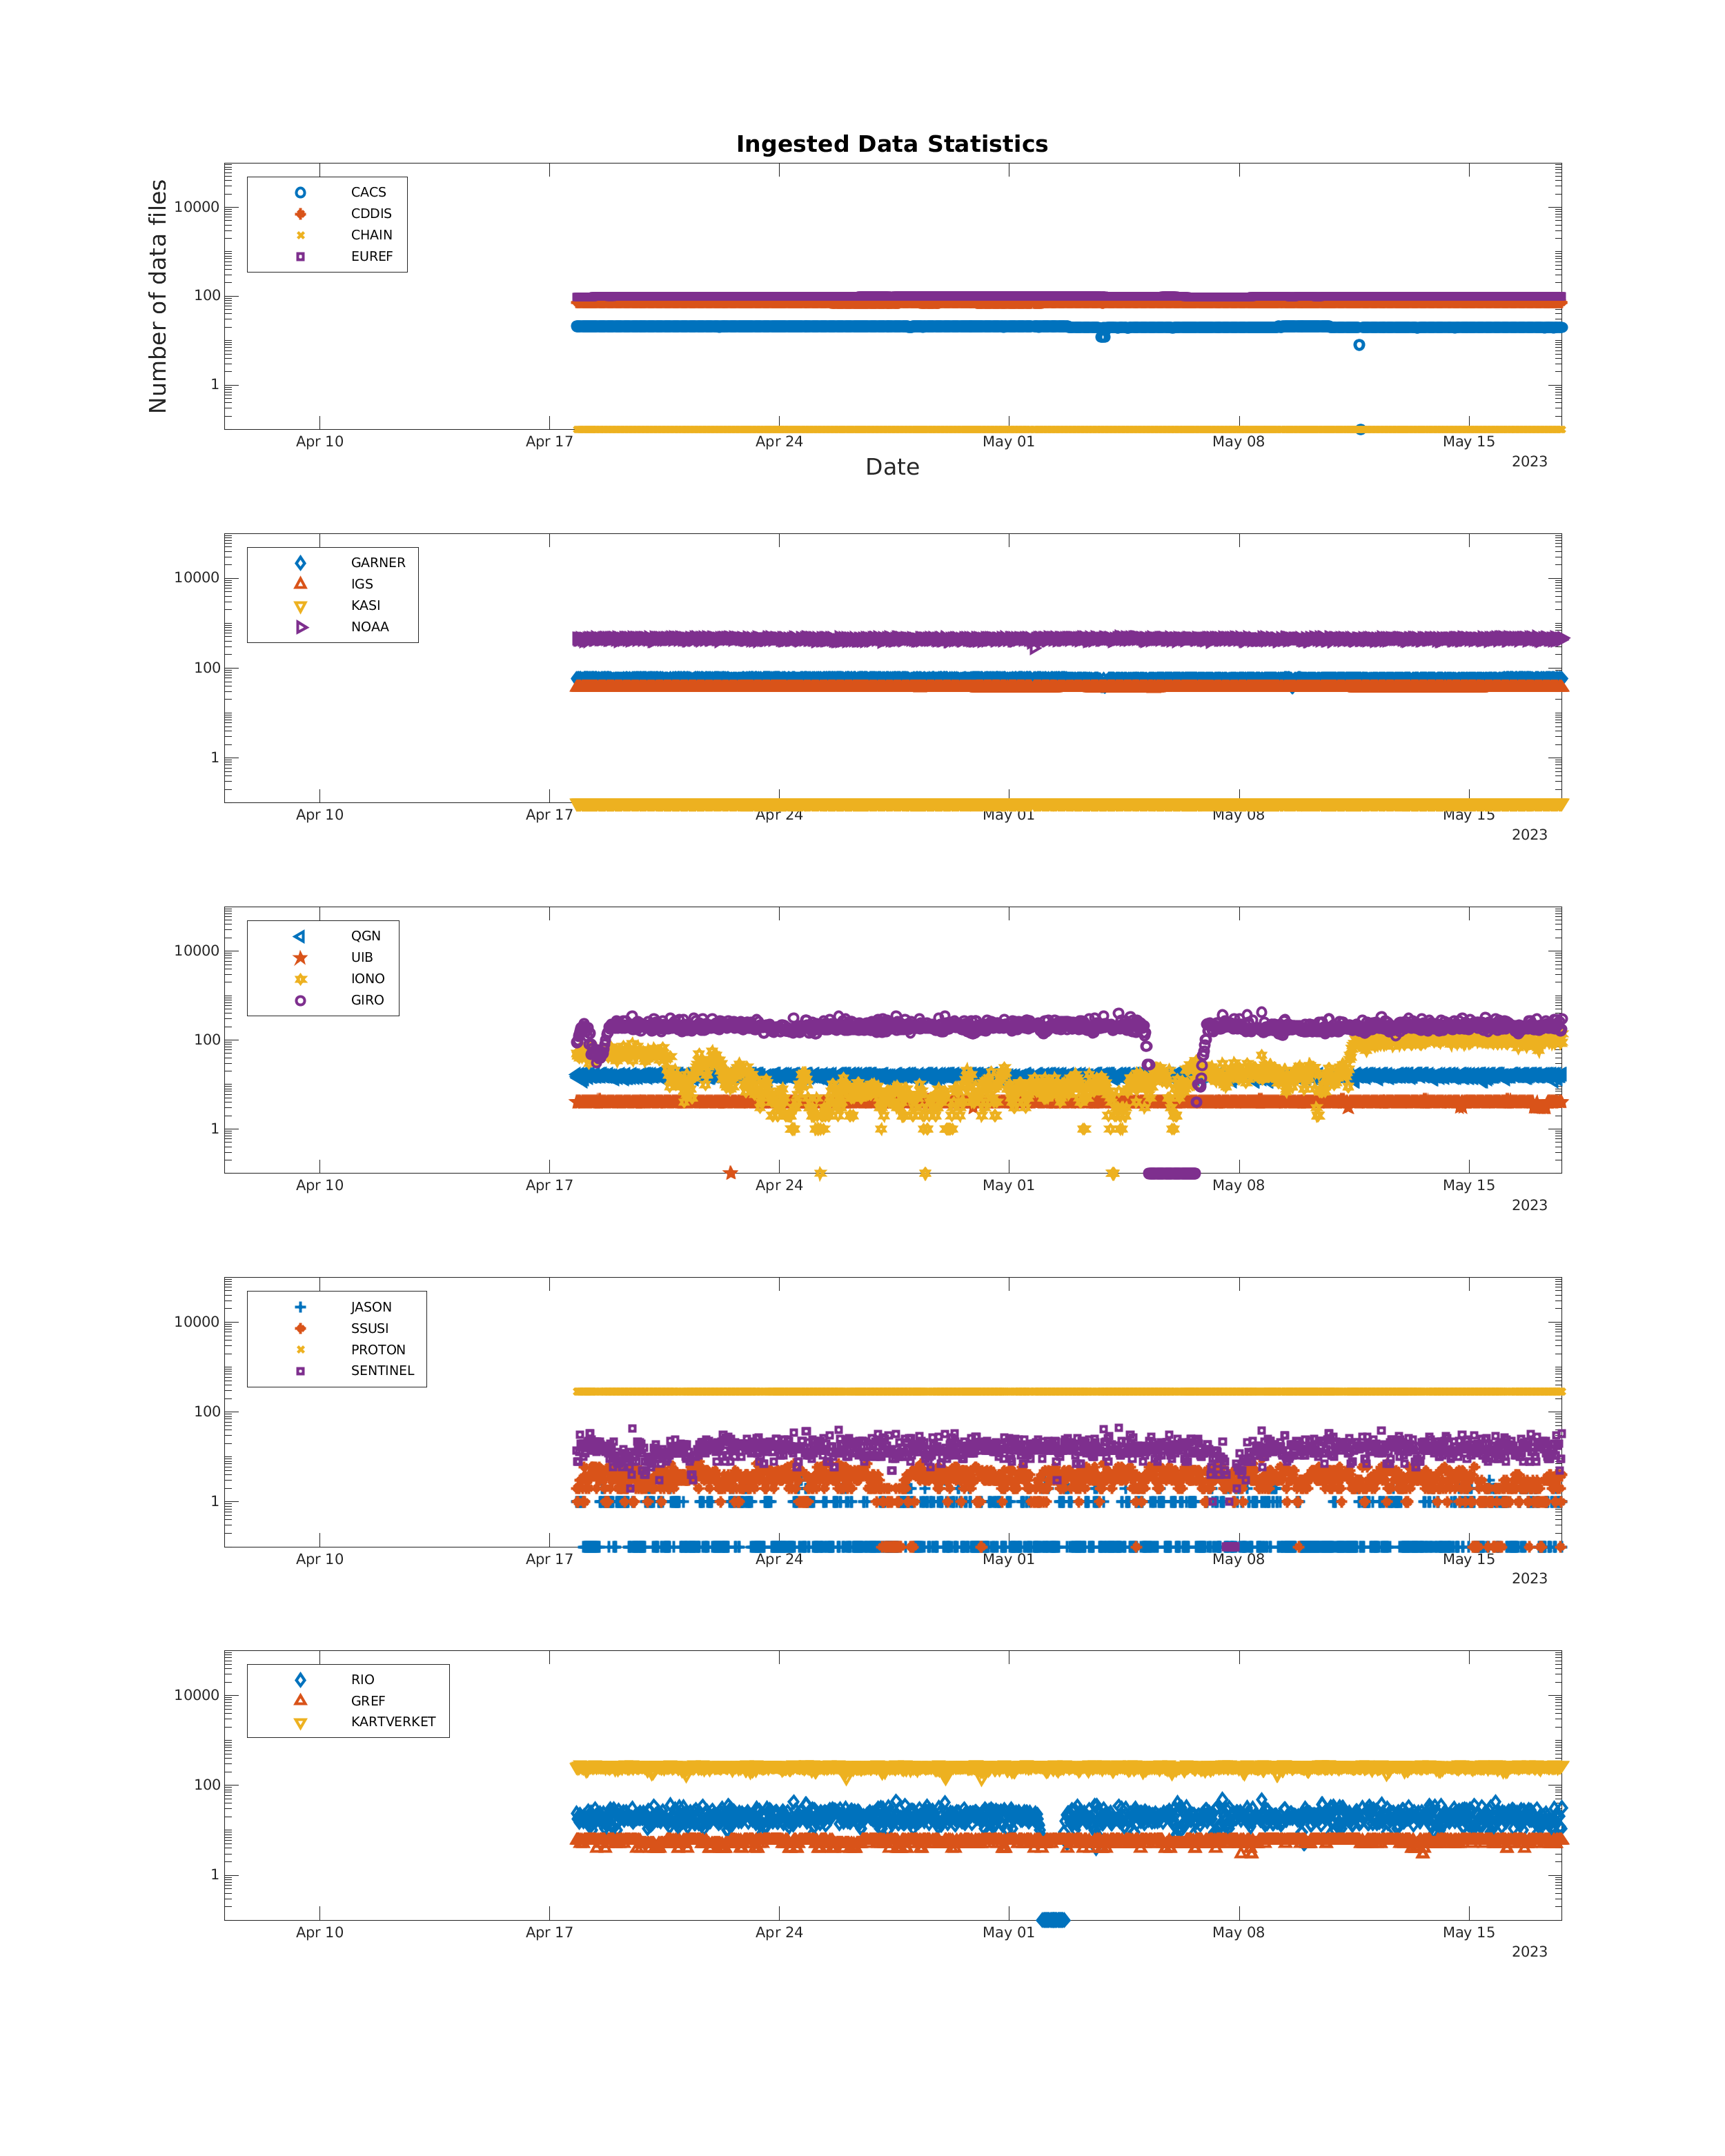 Ingested Data Statistics
Number of data files
10000
100
1
CACS
CDDIS
CHAIN
EUREF
Apr 10 Apr 17 Apr 24 May 01 May 08 May 15
2023
Date
10000
100
1
GARNER
IGS
KASI
NOAA
Apr 10 Apr 17 Apr 24 May 01 May 08 May 15
2023
10000
100
1
QGN
UIB
IONO
GIRO
Apr 10 Apr 17 Apr 24 May 01 May 08 May 15
2023
10000
100
1
JASON
SSUSI
PROTON
SENTINEL
Apr 10 Apr 17 Apr 24 May 01 May 08 May 15
2023
10000
100
1
RIO
GREF
KARTVERKET
Apr 10 Apr 17 Apr 24 May 01 May 08 May 15
2023